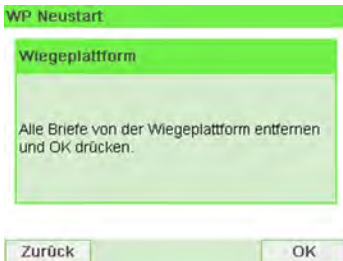 WP Neustart
Wiegeplattform
Alle Briefe von der Wiegeplattform entfernen
und OK drücken.
Zurück OK